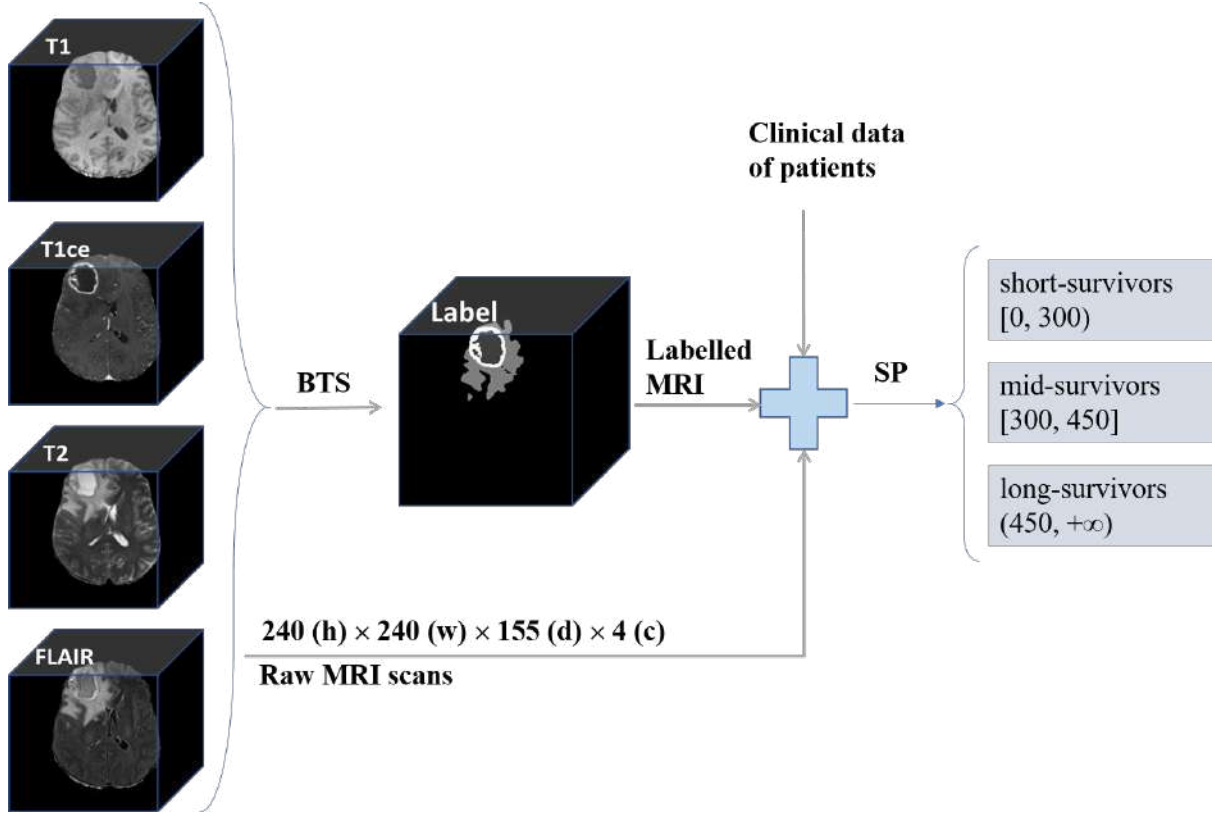 T1
T1ce
T2
FLAIR
BTS
Label
Labelled
MRI
Clinical data
of patients
SP
short-survivors
[0, 300)
mid-survivors
[300, 450]
long-survivors
(450, +∞)
240 (h) × 240 (w) × 155 (d) × 4 (c)
Raw MRI scans